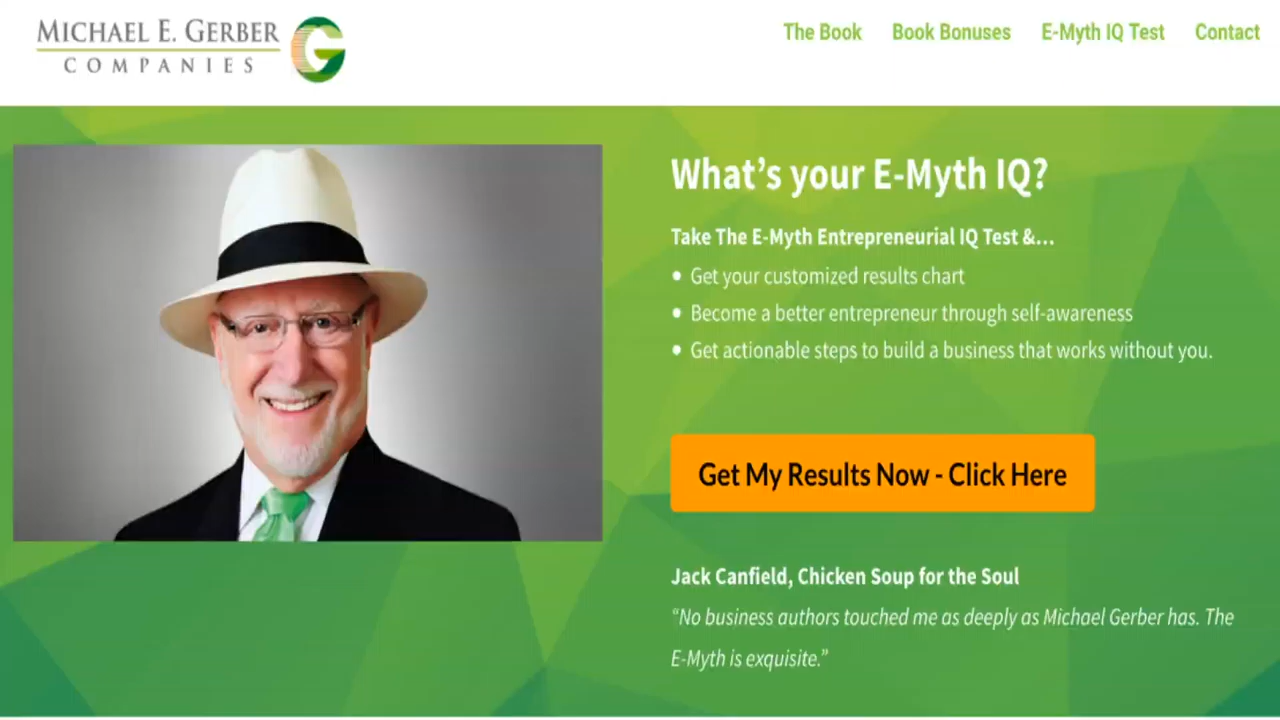 MICHAEL E. GERBER
COMPANIES
The Book
Book Bonuses
E-Myth IQ Test
Contact
What's your E-Myth IQ?
Take The E-Myth Entrepreneurial IQ Test &...
• Get your customized results chart
• Become a better entrepreneur through self-awareness
• Get actionable steps to build a business that works without you.
Get My Results Now - Click Here
Jack Canfield, Chicken Soup for the Soul
“No business authors touched me as deeply as Michael Gerber has. The
E-Myth is exquisite.”